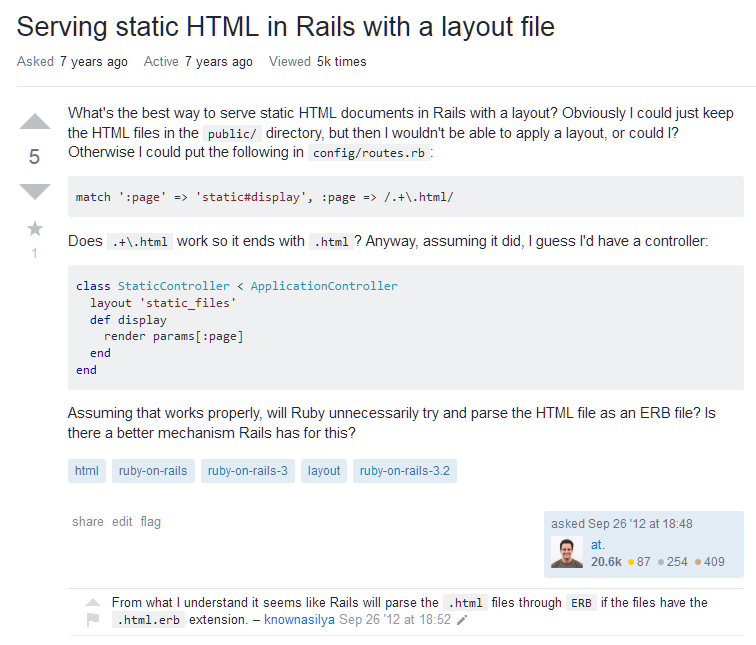 Serving static HTML in Rails with a layout file
Asked 7 years ago Active 7 years ago Viewed 5k times
What's the best way to serve static HTML documents in Rails with a layout? Obviously I could just keep
the HTML files in the public/ directory, but then I wouldn't be able to apply a layout, or could I?
Otherwise I could put the following in config/routes.rb :
5
match ':page' => 'static#display', :page => /.+\.html/
1
Does .+\.html work so it ends with .html ? Anyway, assuming it did, I guess I'd have a controller:
class StaticController < ApplicationController
  layout 'static_files'
  def display
    render params[:page]
  end
end
Assuming that works properly, will Ruby unnecessarily try and parse the HTML file as an ERB file? Is
there a better mechanism Rails has for this?
html ruby-on-rails ruby-on-rails-3 layout ruby-on-rails-3.2
share edit flag
asked Sep 26 '12 at 18:48
at.
20.6k 87 254 409
From what I understand it seems like Rails will parse the .html files through ERB if the files have the
.html.erb extension. – knownasilya Sep 26 '12 at 18:52